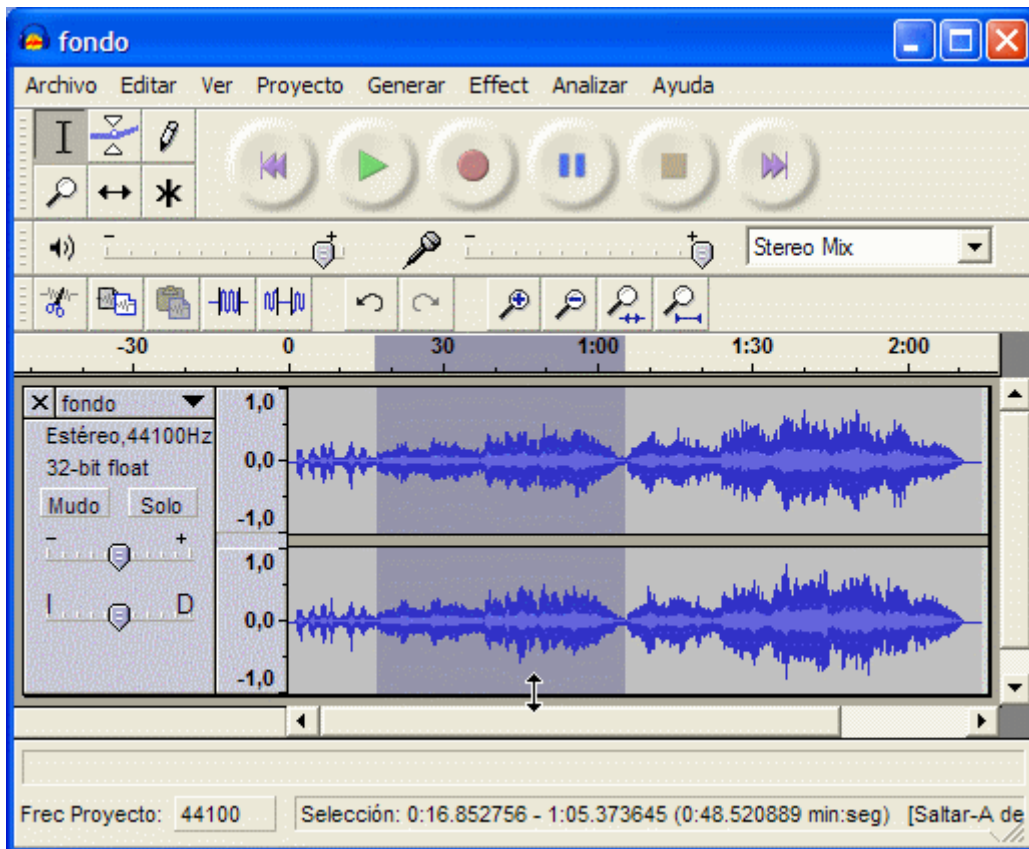 fondo
Archivo Editar Ver Proyecto Generar Effect Analizar Ayuda
- + - + Stereo Mix
-30 0 30 1:00 1:30 2:00
X fondo 1,0
Estéreo,44100Hz
32-bit float 0,0
Mudo Solo
-1,0
- +
1,0
I D 0,0
-1,0
Frec Proyecto: 44100 Selección: 0:16.852756 - 1:05.373645 (0:48.520889 min:seg) [Saltar-A de